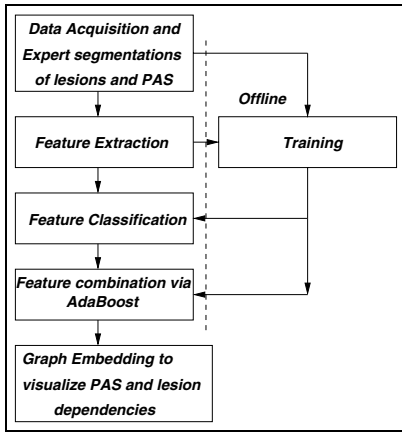 Data Acquisition and
Expert segmentations
of lesions and PAS
Offline
Feature Extraction
Training
Feature Classification
Feature combination via
AdaBoost
Graph Embedding to
visualize PAS and lesion
dependencies